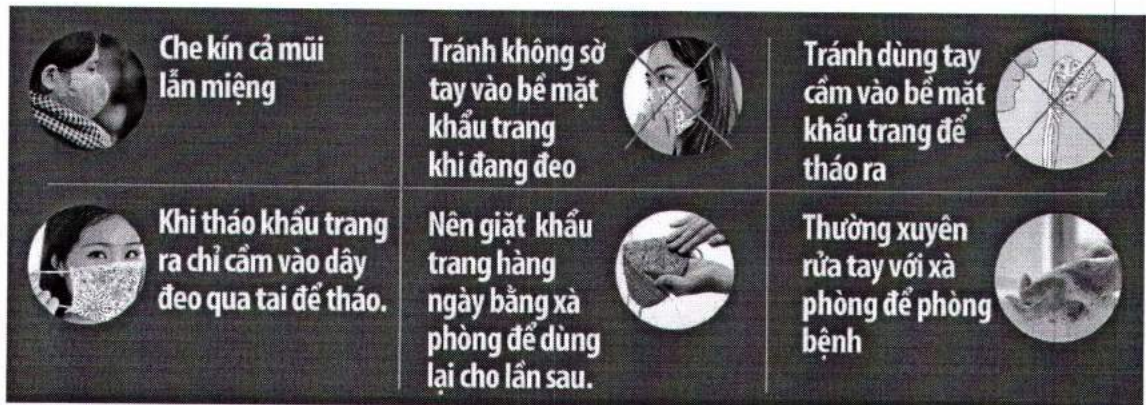 Che kín cả mũi
lẫn miệng
Tránh không sờ
tay vào bề mặt
khẩu trang
khi đang đeo
Tránh dùng tay
cầm vào bề mặt
khẩu trang để
tháo ra
Khi tháo khẩu trang
ra chỉ cầm vào dây
đeo qua tai để tháo.
Nên giặt khẩu
trang hàng
ngày bằng xà
phòng để dùng
lại cho lần sau.
Thường xuyên
rửa tay với xà
phòng để phòng
bệnh